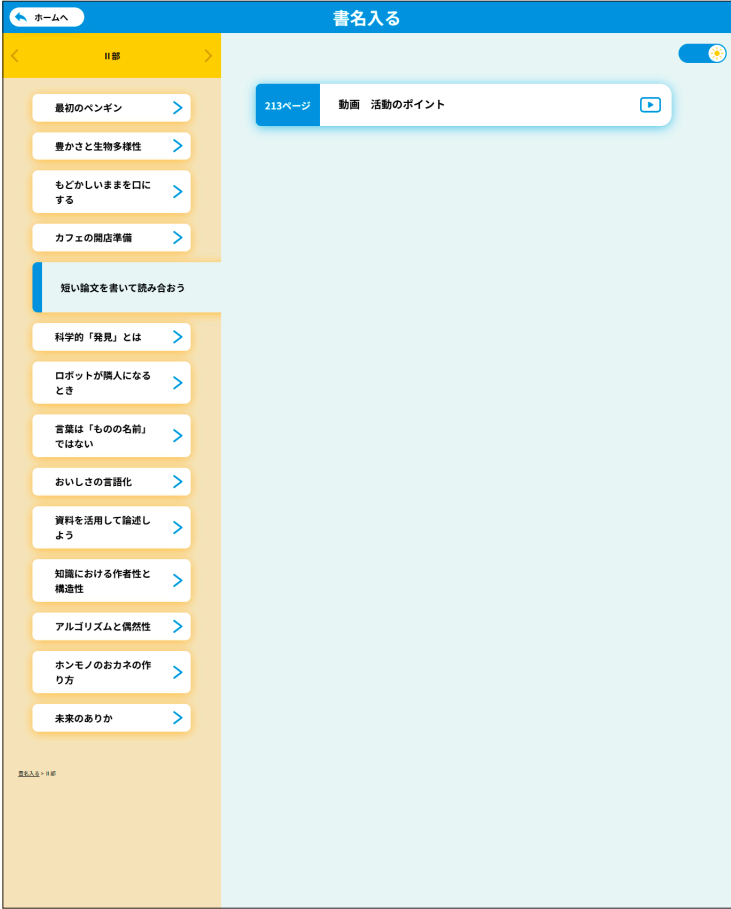 ホームへ
書名入る
Ⅱ部
最初のペンギン
豊かさと生物多様性
もどかしいままを口に
する
カフェの開店準備
短い論文を書いて読み合おう
科学的「発見」とは
ロボットが隣人になる
とき
言葉は「ものの名前」
ではない
おいしさの言語化
資料を活用して論述し
よう
知識における作者性と
構造性
アルゴリズムと偶然性
ホンモノのおカネの作
り方
未来のありか
書名入る > Ⅱ部
213ページ
動画　活動のポイント